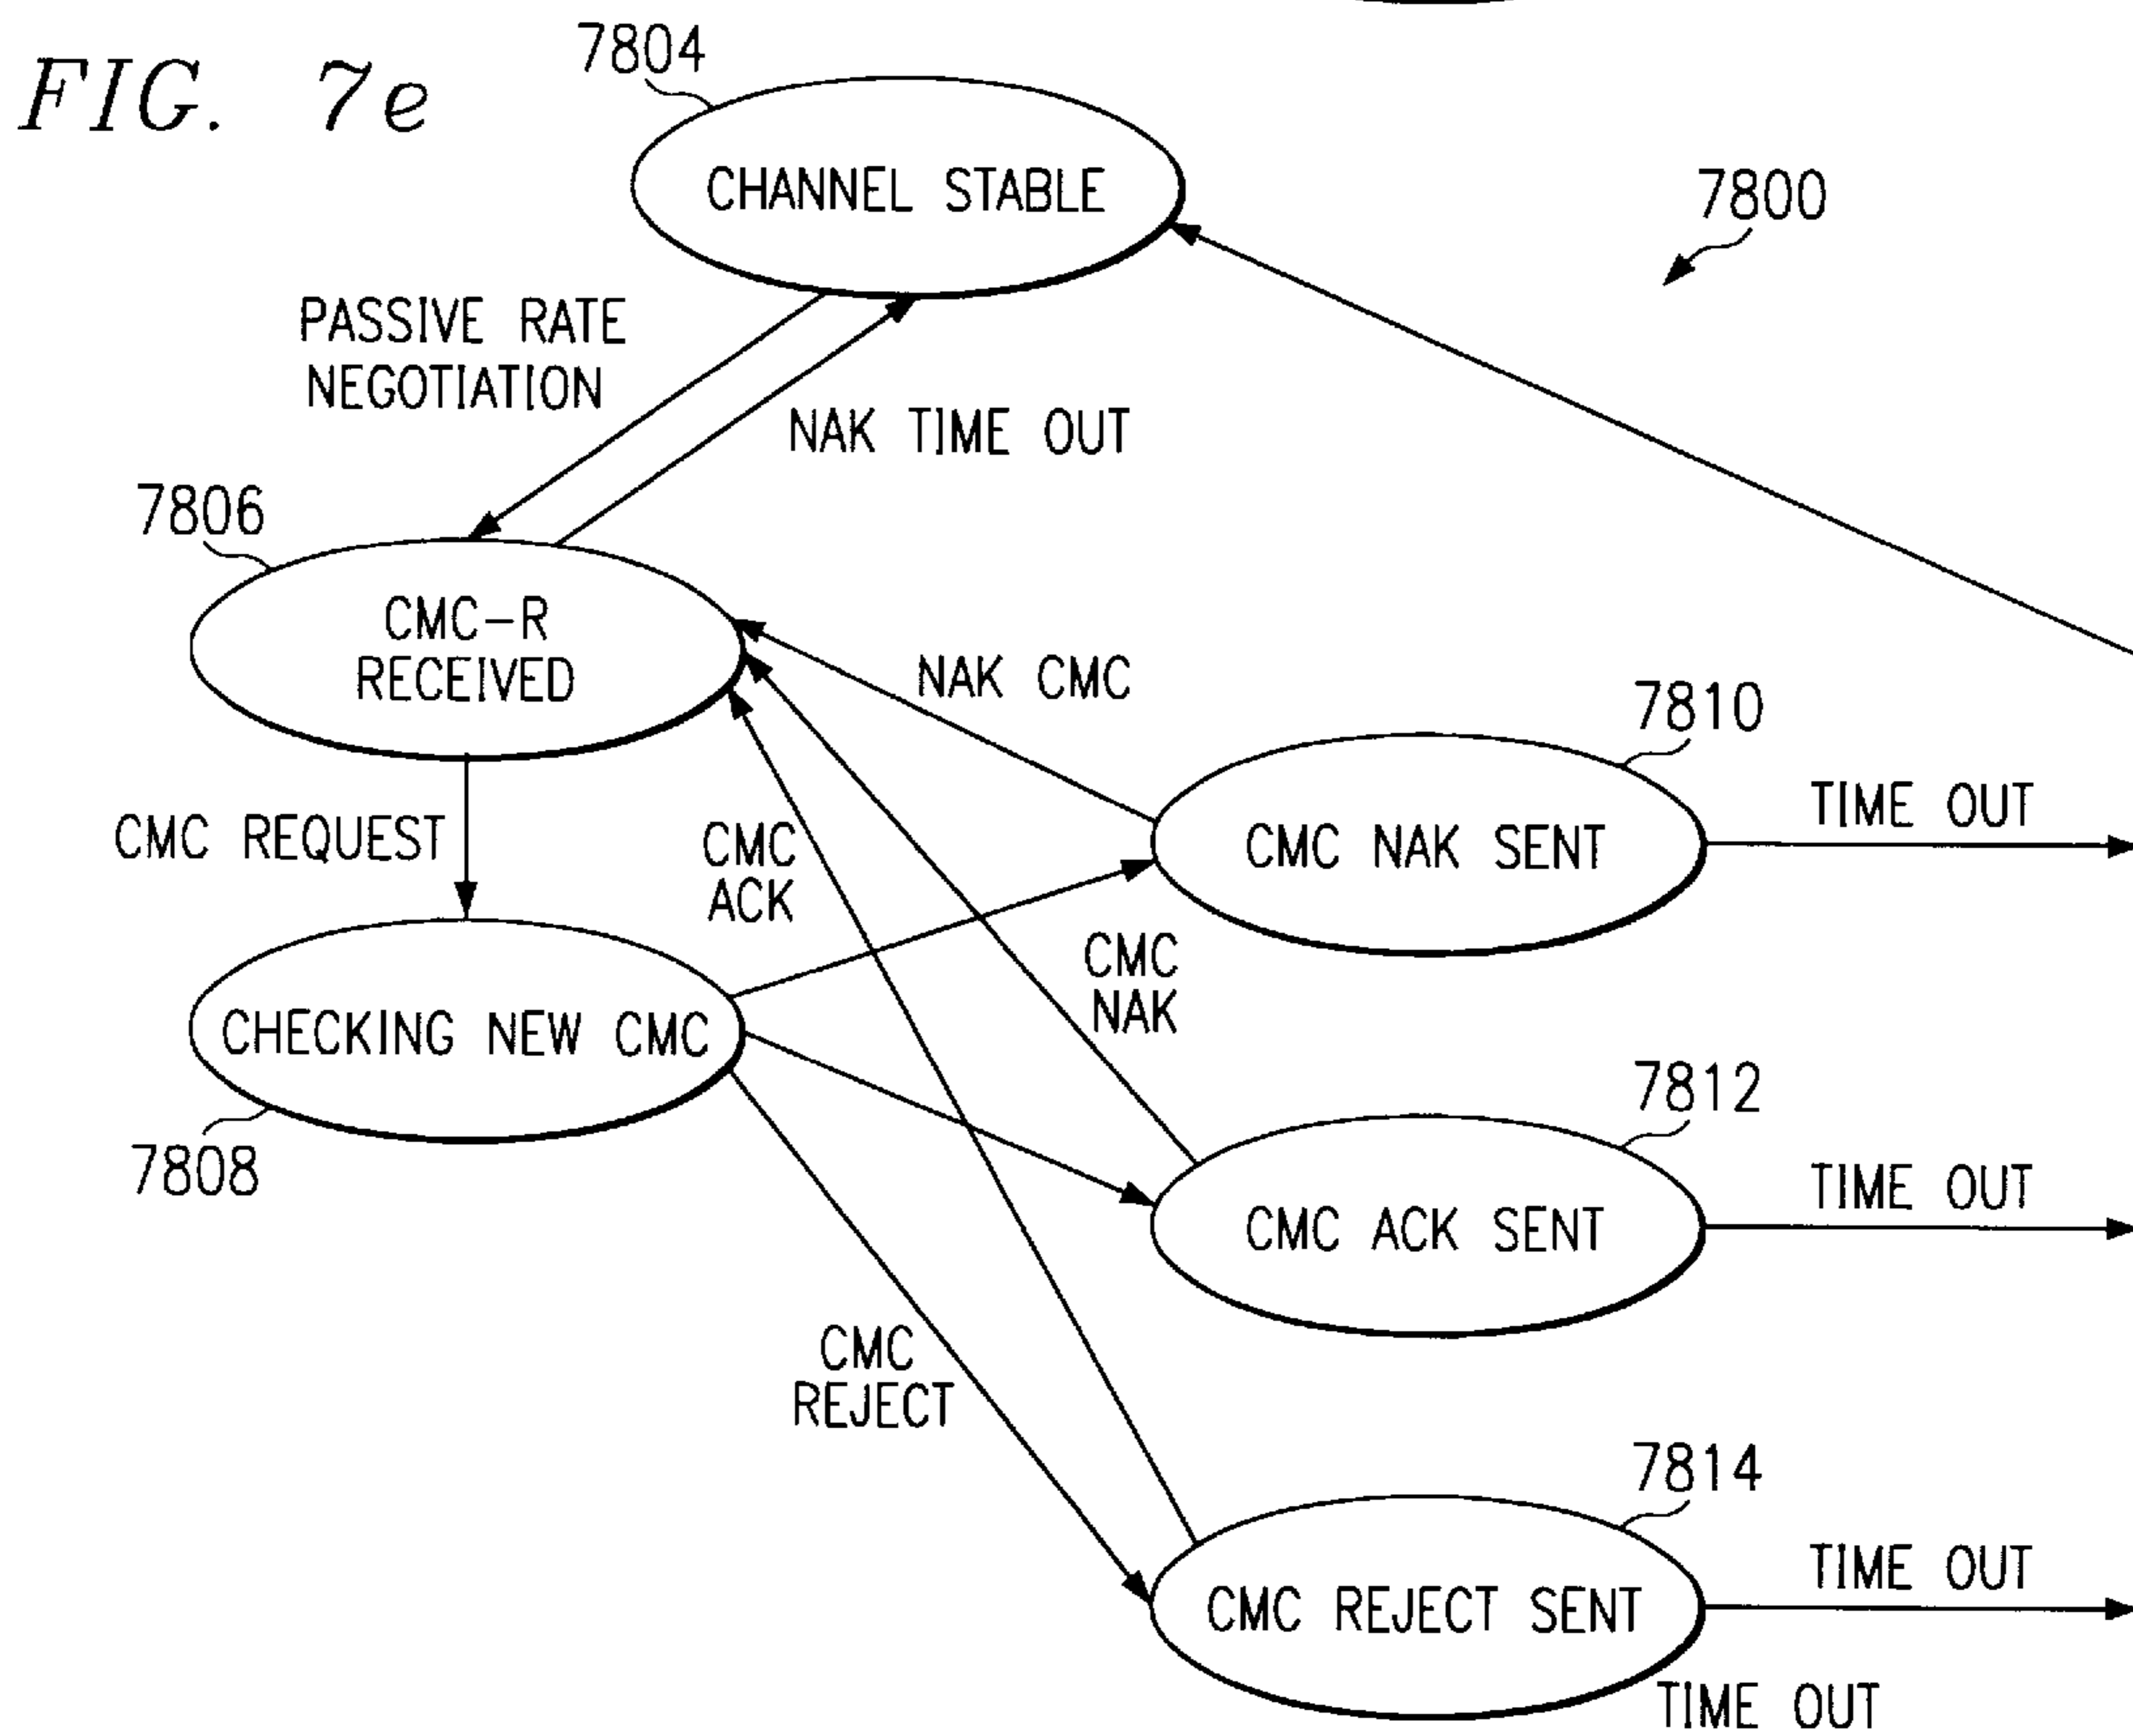 FIG. 7e
7804
CHANNEL STABLE
7800
PASSIVE RATE
NEGOTIATION
NAK TIME OUT
7806
CMC-R
RECEIVED
NAK CMC
7810
CMC REQUEST
CMC
ACK
CMC NAK SENT
TIME OUT
CMC
NAK
CHECKING NEW CMC
7808
7812
CMC ACK SENT
TIME OUT
CMC
REJECT
7814
CMC REJECT SENT
TIME OUT
TIME OUT